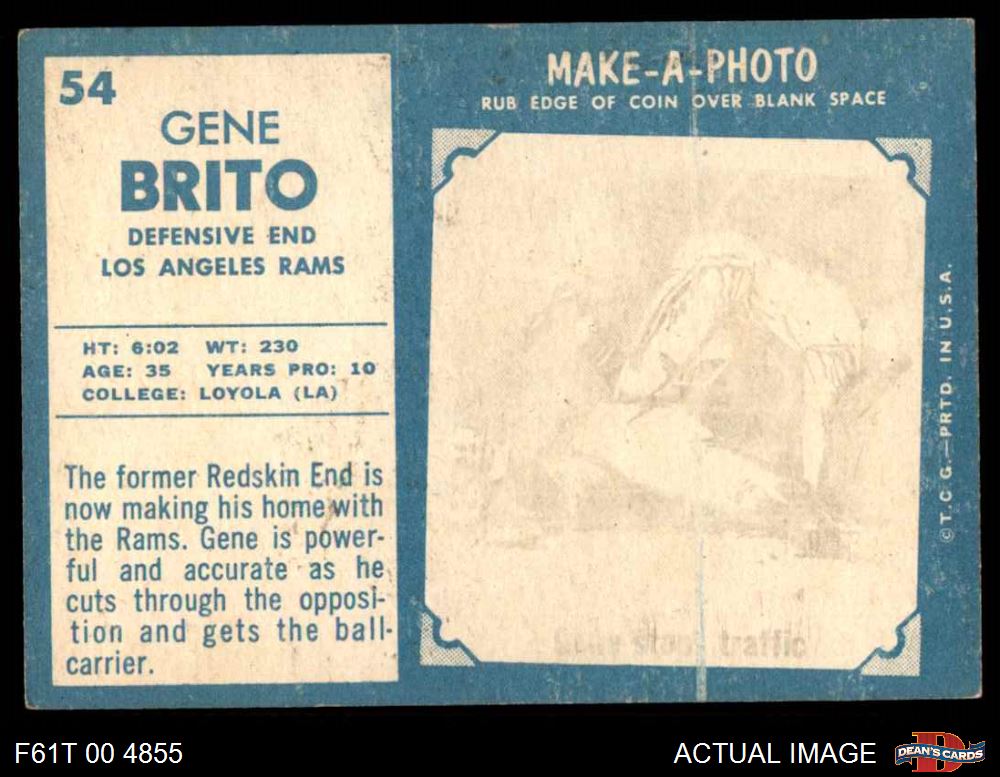 54
GENE
BRITO
DEFENSIVE END
LOS ANGELES RAMS
HT: 6:02 WT: 230
AGE: 35 YEARS PRO: 10
COLLEGE: LOYOLA (LA)
The former Redskin End is
now making his home with
the Rams. Gene is power-
ful and accurate as he
cuts through the opposi-
tion and gets the ball-
carrier.
MAKE-A-PHOTO
RUB EDGE OF COIN OVER BLANK SPACE
traffic
© T.C.G.—PRTD. IN U.S.A.
F61T 00 4855
ACTUAL IMAGE
DEAN'S CARDS